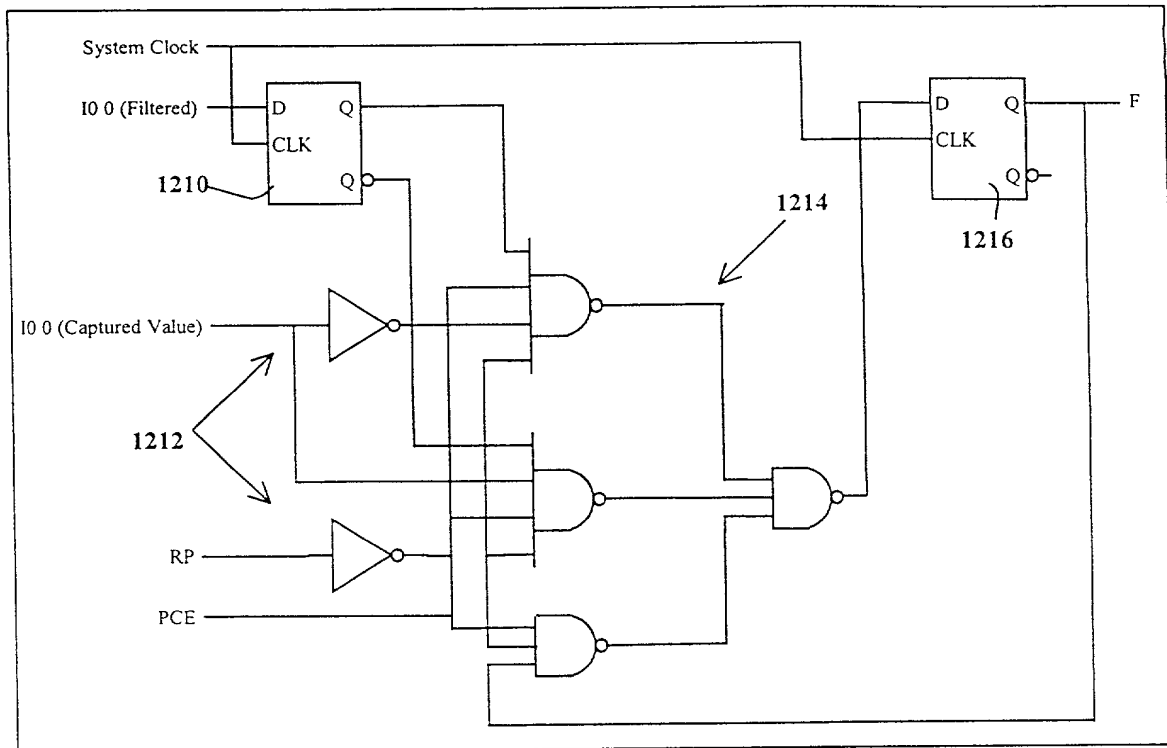 System Clock
I0 0 (Filtered)
D
Q
CLK
Q
1210
D
Q
F
CLK
Q
1216
1214
I0 0 (Captured Value)
1212
RP
PCE